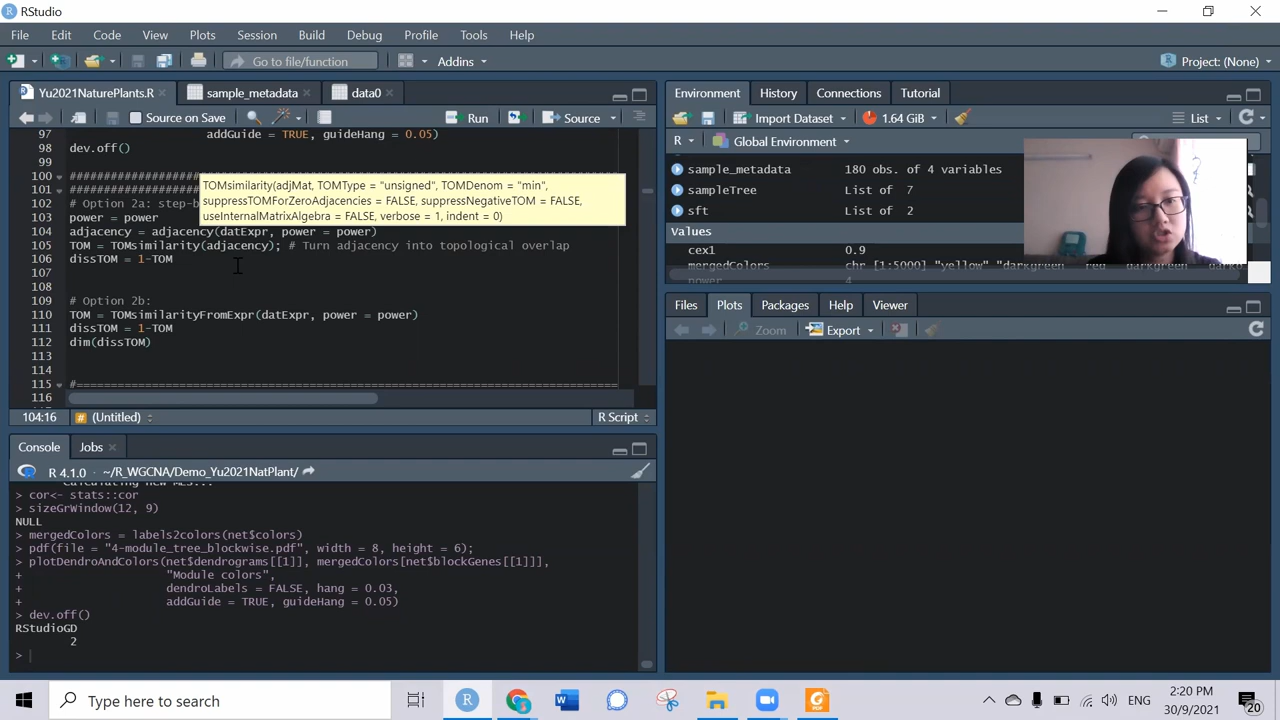 RStudio
File Edit Code View Plots Session Build Debug Profile Tools Help
Go to file/function Addins Project: (None)
Yu2021NaturePlants.R sample_metadata data0
Source on Save Run Source
97 addGuide = TRUE, guideHang = 0.05)
98 dev.off()
99
100 ####################
101 ####################
TOMsimilarity(adjMat, TOMType = "unsigned", TOMDenom = "min",
suppressTOMForZeroAdjacencies = FALSE, suppressNegativeTOM = FALSE,
useInternalMatrixAlgebra = FALSE, verbose = 1, indent = 0)
102 # Option 2a: step-b
103 power = power
104 adjacency = adjacency(datExpr, power = power)
105 TOM = TOMsimilarity(adjacency); # Turn adjacency into topological overlap
106 dissTOM = 1-TOM
107
108
109 # Option 2b:
110 TOM = TOMsimilarityFromExpr(datExpr, power = power)
111 dissTOM = 1-TOM
112 dim(dissTOM)
113
114
115 #===============================================================================
116
104:16 # (Untitled) R Script
Console Jobs
R 4.1.0 · ~/R_WGCNA/Demo_Yu2021NatPlant/
> cor<- stats::cor
> sizeGrWindow(12, 9)
NULL
> mergedColors = labels2colors(net$colors)
> pdf(file = "4-module_tree_blockwise.pdf", width = 8, height = 6);
> plotDendroAndColors(net$dendrograms[[1]], mergedColors[net$blockGenes[[1]]],
+ "Module colors",
+ dendroLabels = FALSE, hang = 0.03,
+ addGuide = TRUE, guideHang = 0.05)
> dev.off()
RStudioGD
2
>
Environment History Connections Tutorial
Import Dataset 1.64 GiB List
R Global Environment
sample_metadata 180 obs. of 4 variables
sampleTree List of 7
sft List of 2
Values
cex1 0.9
mergedColors chr [1:5000] "yellow" "darkgreen"
power 4
Files Plots Packages Help Viewer
Zoom Export
Type here to search
ENG 2:20 PM
30/9/2021 20